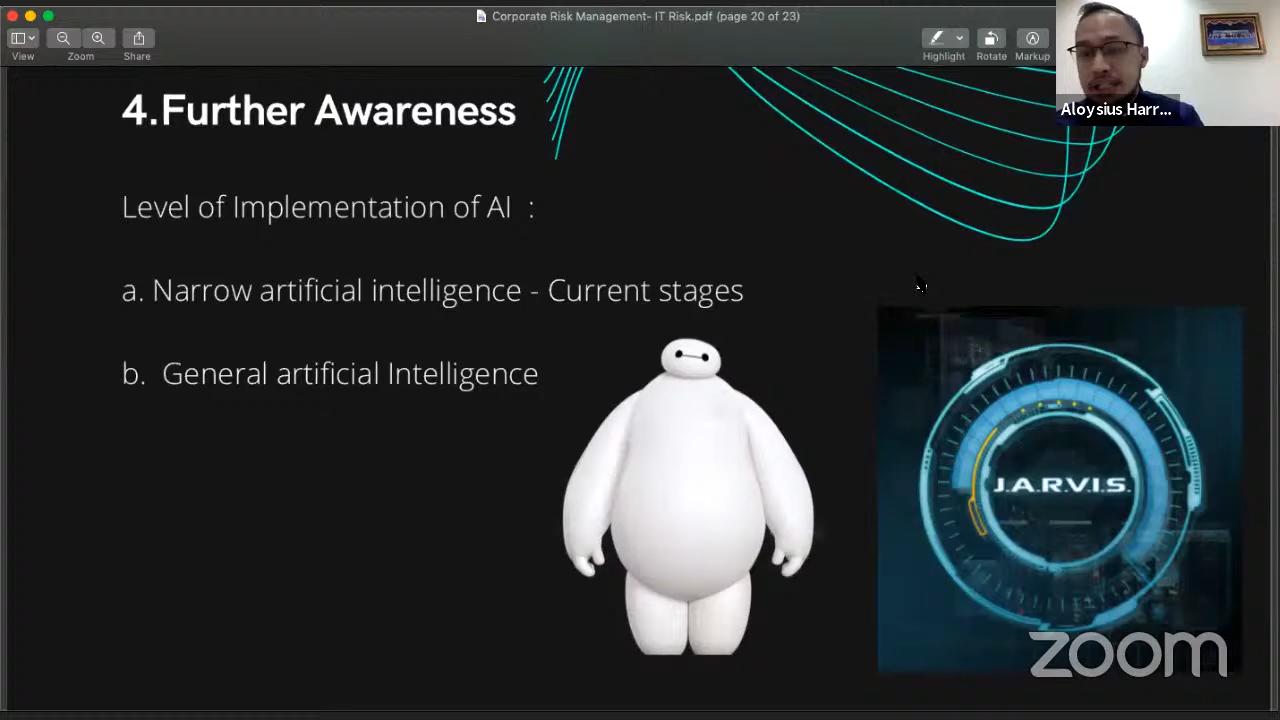 Corporate Risk Management- IT Risk.pdf (page 20 of 23)
View
Zoom
Share
Highlight
Rotate
Markup
Aloysius Harr...
4.Further Awareness
Level of Implementation of AI :
a. Narrow artificial intelligence - Current stages
b. General artificial Intelligence
J.A.R.V.I.S.
zoom